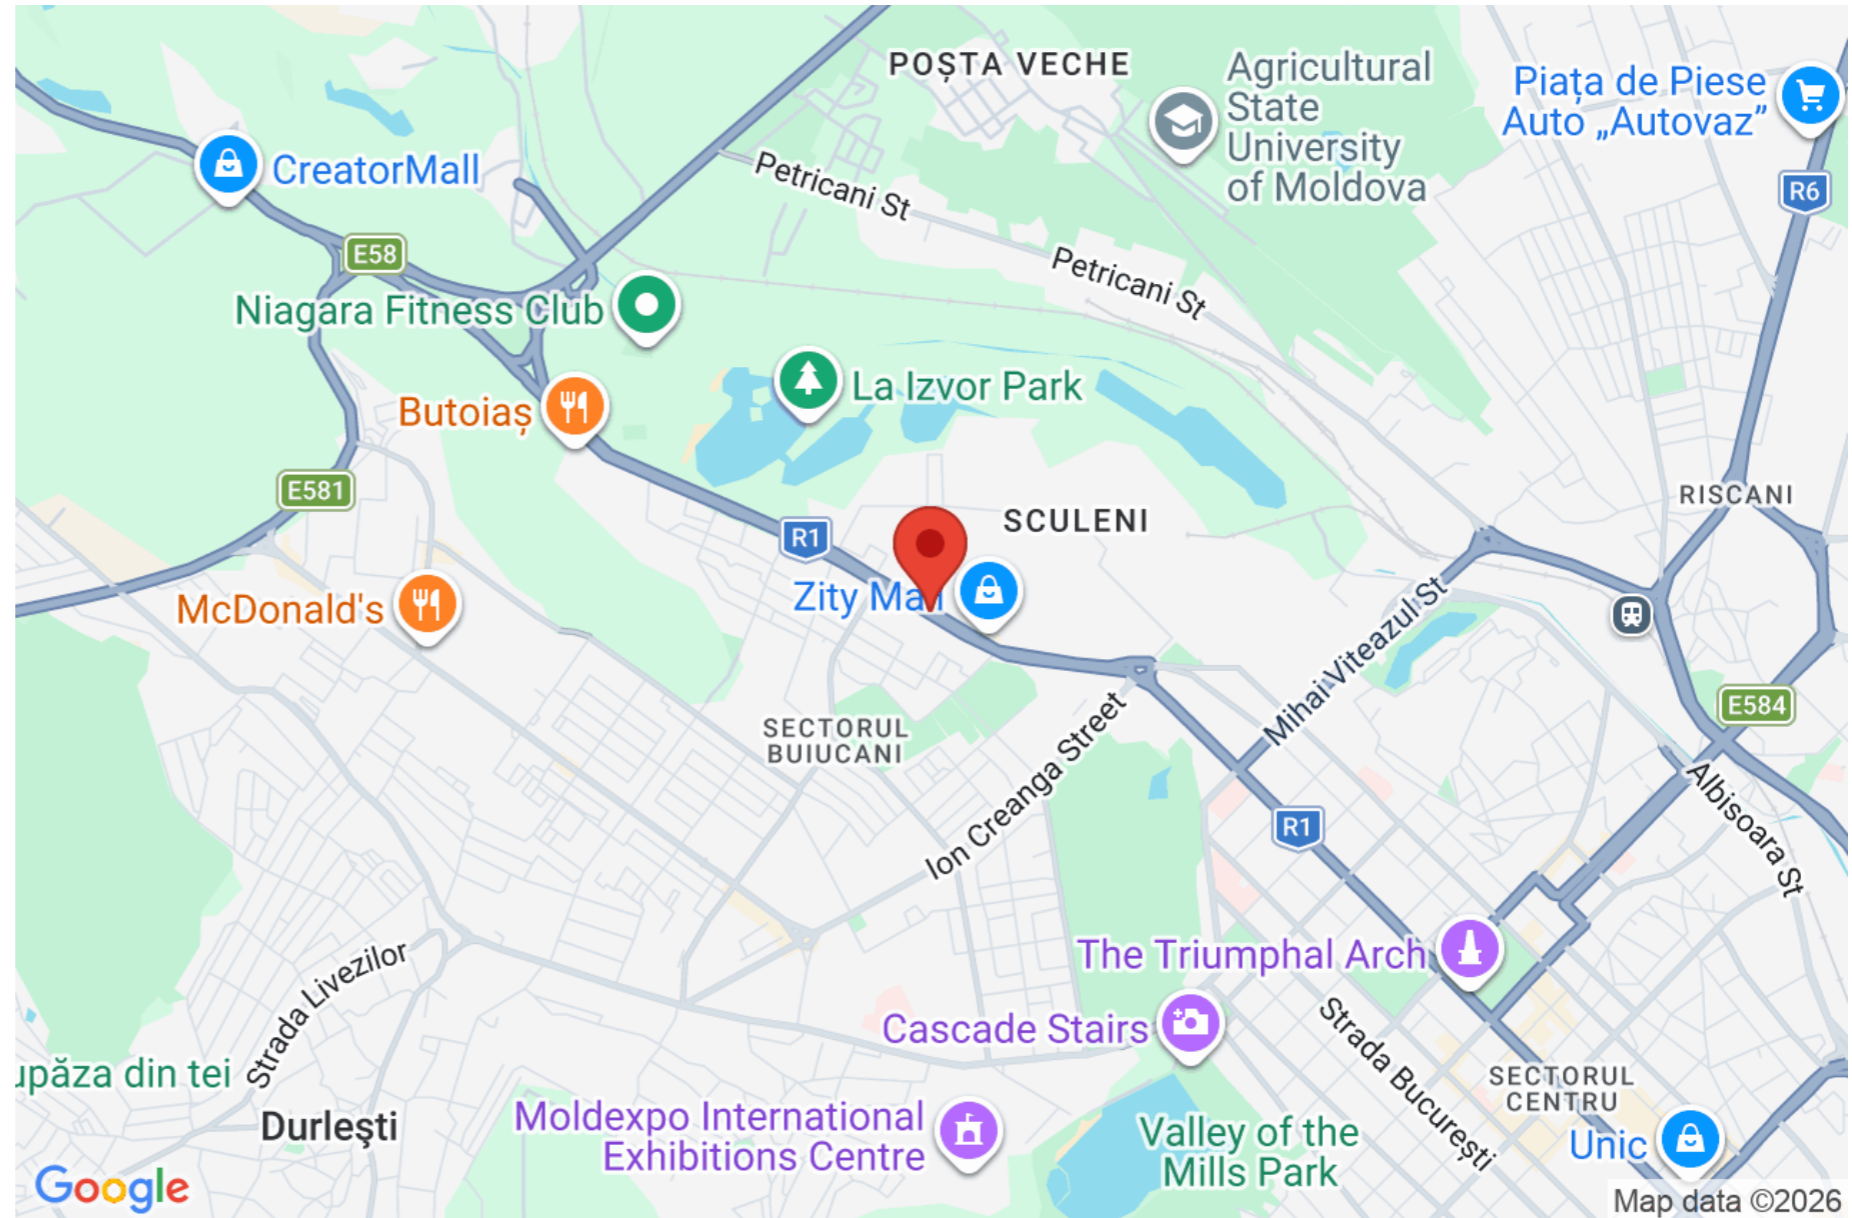 POȘTA VECHE
Agricultural
State
University
of Moldova
Piața de Piese
Auto „Autovaz”
CreatorMall
Petricani St
R6
E58
Petricani St
Niagara Fitness Club
La Izvor Park
Butoiaș
E581
RISCANI
SCULENI
R1
Zity Mall
McDonald's
Mihai Viteazul St
E584
SECTORUL
BUIUCANI
Ion Creanga Street
Albisoara St
R1
The Triumphal Arch
Strada Livezilor
Cascade Stairs
Strada București
upăza din tei
SECTORUL
CENTRU
Durleşti
Moldexpo International
Exhibitions Centre
Valley of the
Mills Park
Unic
Google
Map data ©2026